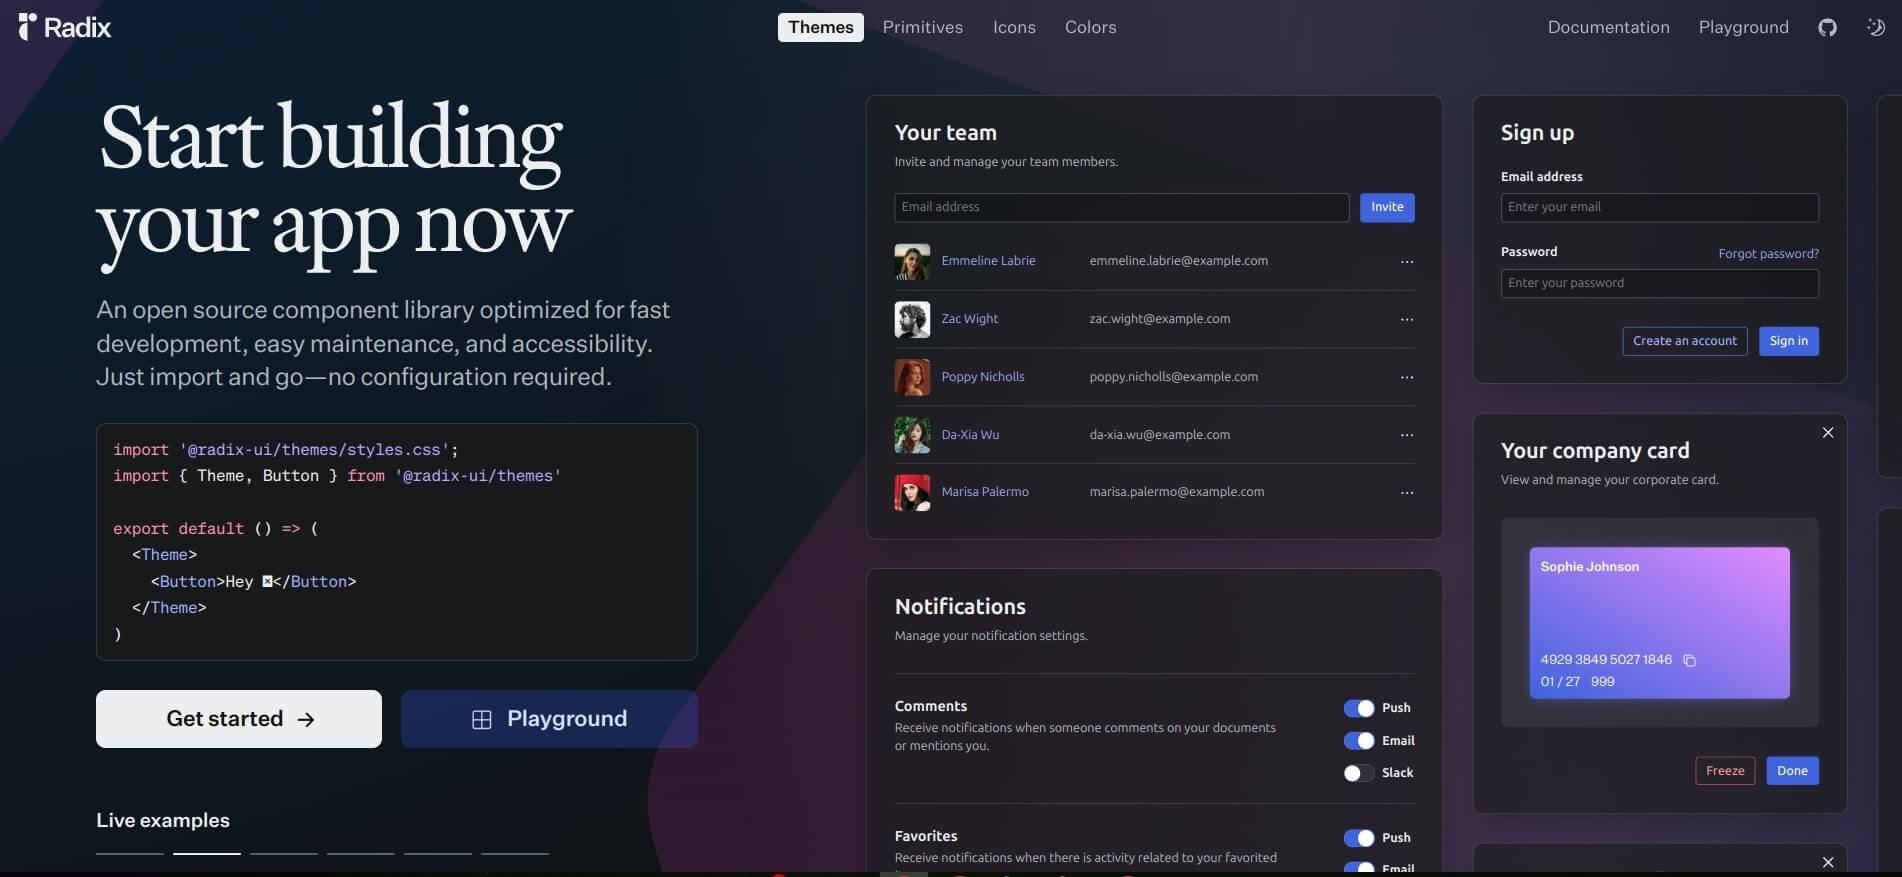 Radix
Themes
Primitives
Icons
Colors
Documentation
Playground
Start building
your app now
An open source component library optimized for fast
development, easy maintenance, and accessibility.
Just import and go—no configuration required.
import '@radix-ui/themes/styles.css';
import { Theme, Button } from '@radix-ui/themes'
export default () => (
<Theme>
<Button>Hey </Button>
</Theme>
)
Get started →
Playground
Live examples
Your team
Invite and manage your team members.
Email address
Invite
Emmeline Labrie emmeline.labrie@example.com ...
Zac Wight zac.wight@example.com ...
Poppy Nicholls poppy.nicholls@example.com ...
Da-Xia Wu da-xia.wu@example.com ...
Marisa Palermo marisa.palermo@example.com ...
Notifications
Manage your notification settings.
Comments
Receive notifications when someone comments on your documents
or mentions you.
Push
Email
Slack
Favorites
Receive notifications when there is activity related to your favorited
Push
Email
Sign up
Email address
Enter your email
Password
Forgot password?
Enter your password
Create an account
Sign in
Your company card
View and manage your corporate card.
Sophie Johnson
4929 3849 5027 1846
01 / 27 999
Freeze
Done